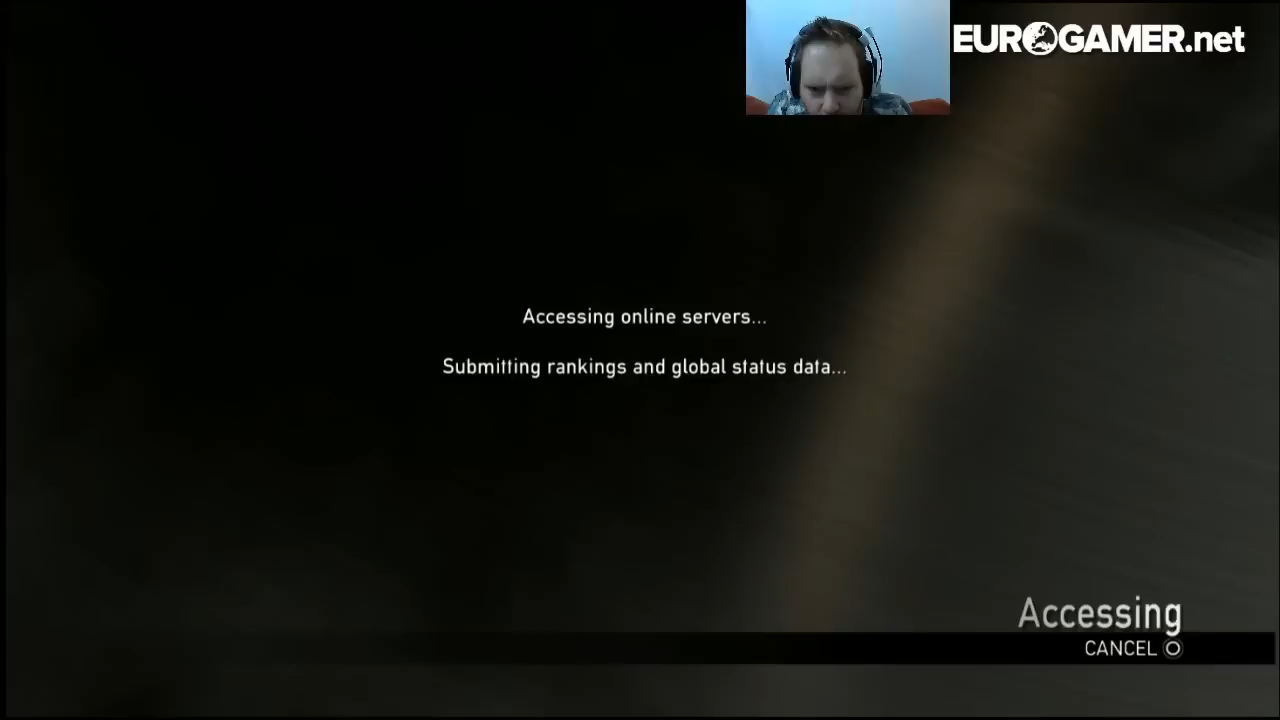 EUROGAMER.net
Accessing online servers...
Submitting rankings and global status data...
Accessing
CANCEL